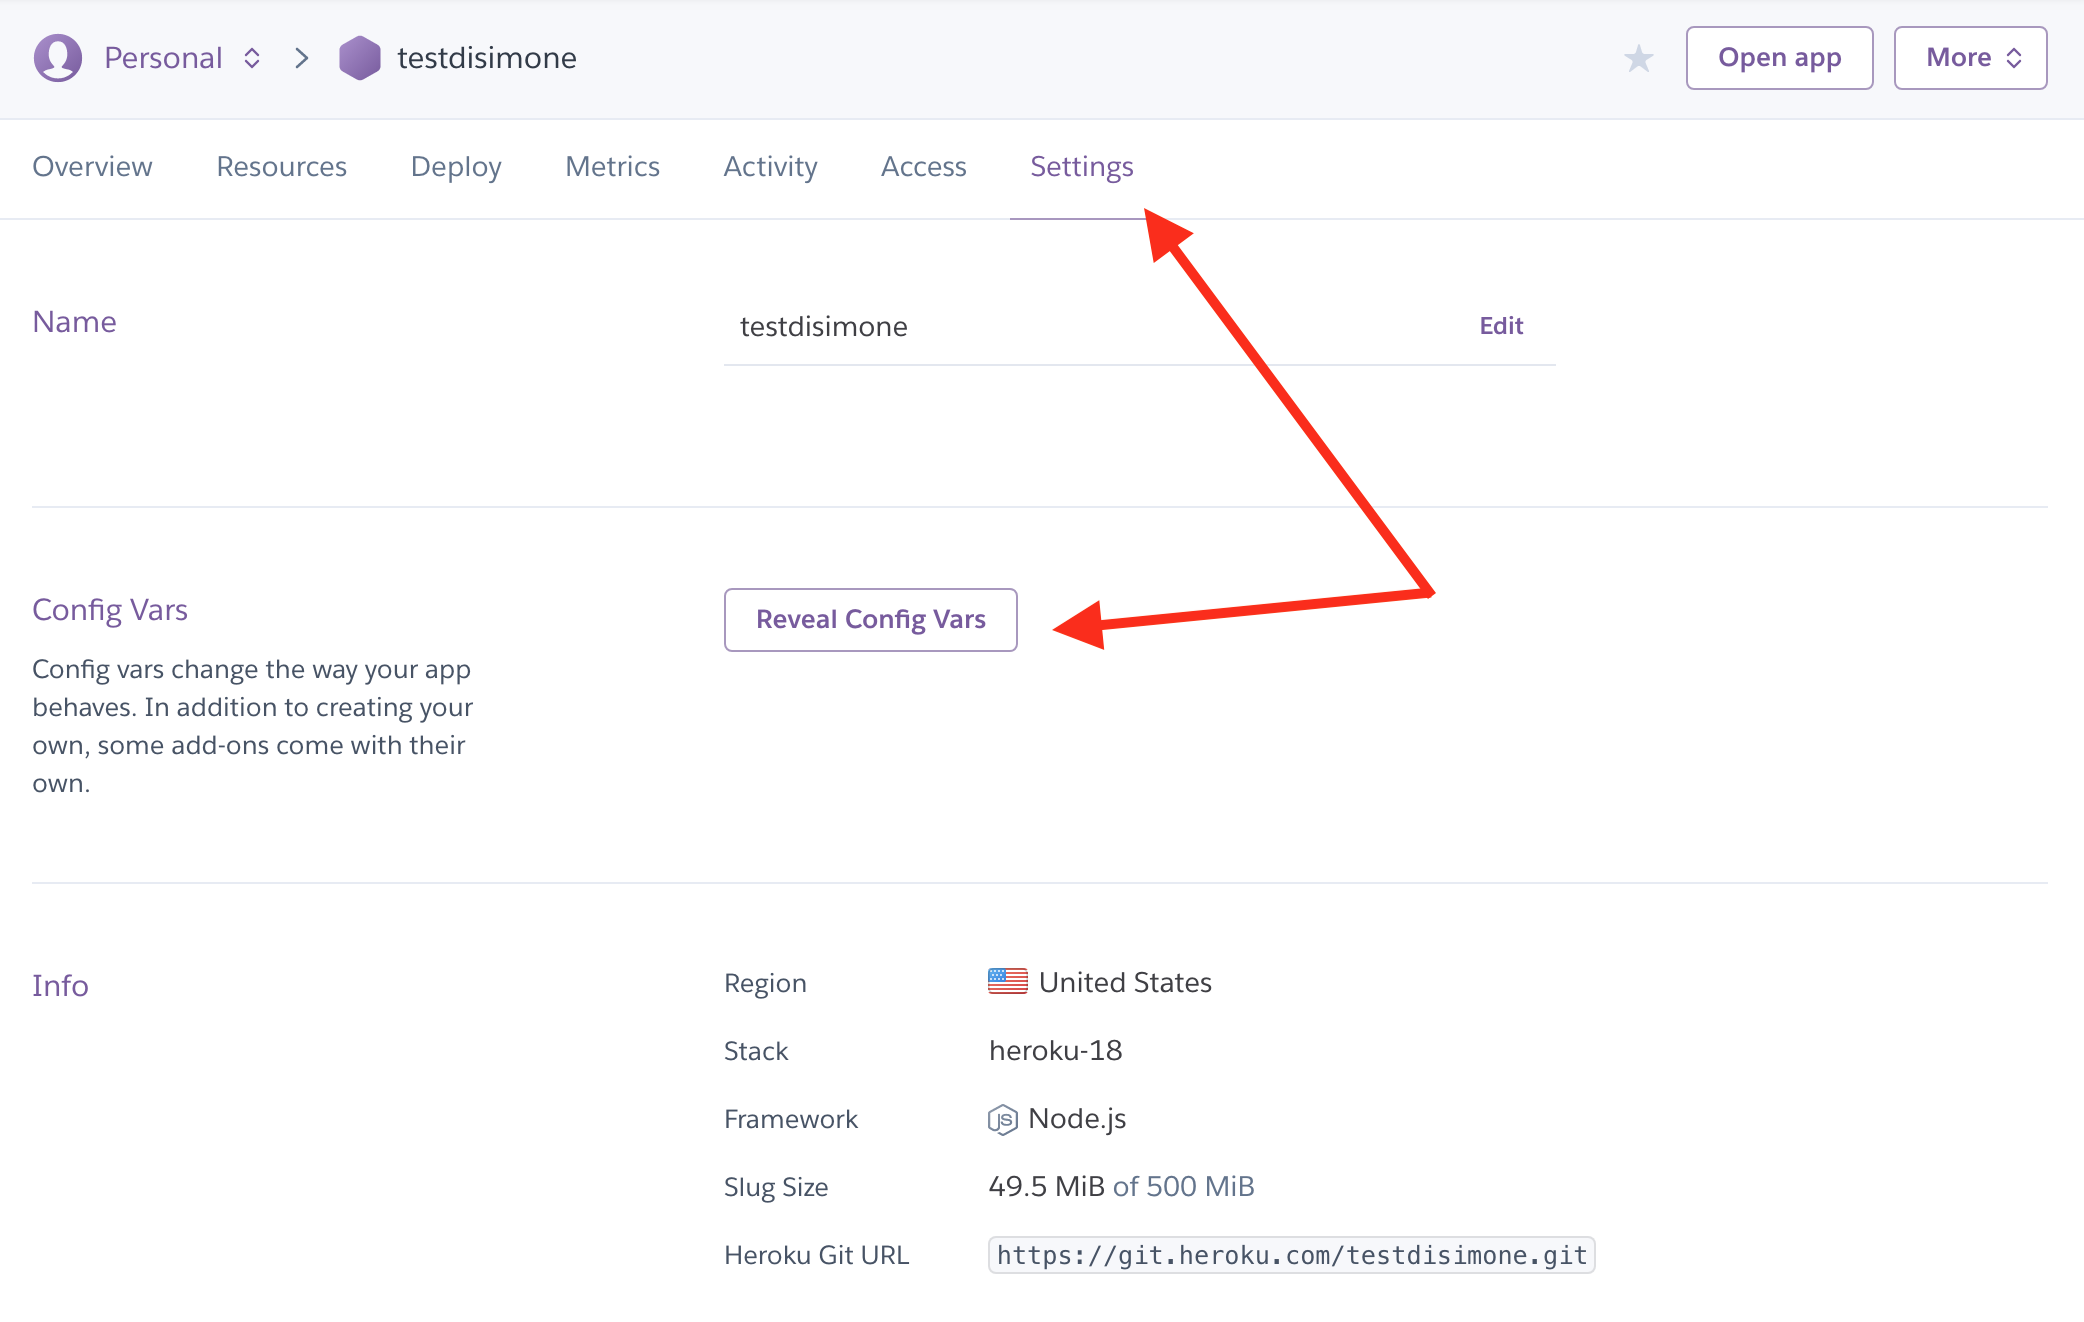 Personal > testdisimone
Open app
More
Overview Resources Deploy Metrics Activity Access Settings
Name
testdisimone
Edit
Config Vars
Config vars change the way your app
behaves. In addition to creating your
own, some add-ons come with their
own.
Reveal Config Vars
Info
Region United States
Stack heroku-18
Framework JS Node.js
Slug Size 49.5 MiB of 500 MiB
Heroku Git URL https://git.heroku.com/testdisimone.git